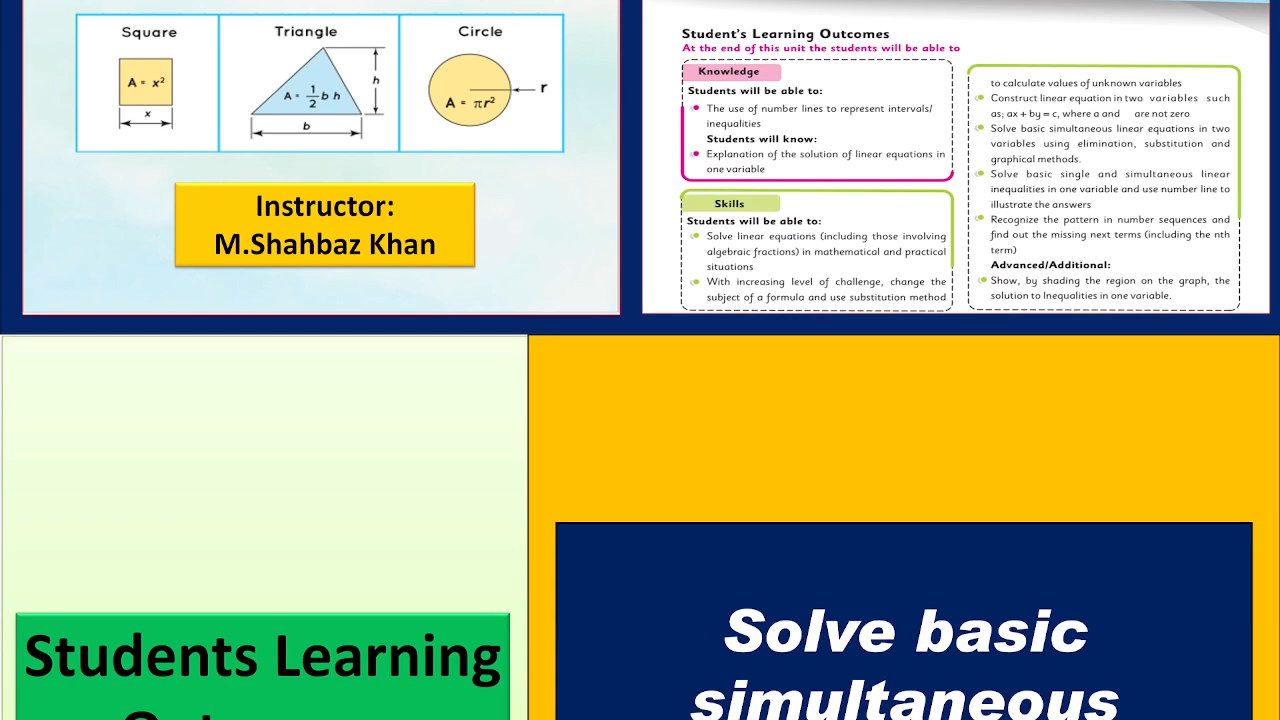 Square
Triangle
Circle
A = x²
x
A = 1/2 b h
h
b
A = πr²
r
Instructor:
M.Shahbaz Khan
Student's Learning Outcomes
At the end of this unit the students will be able to
Knowledge
Students will be able to:
The use of number lines to represent intervals/
inequalities
Students will know:
Explanation of the solution of linear equations in
one variable
Skills
Students will be able to:
Solve linear equations (including those involving
algebraic fractions) in mathematical and practical
situations
With increasing level of challenge, change the
subject of a formula and use substitution method
to calculate values of unknown variables
Construct linear equation in two variables such
as; ax + by = c, where a and are not zero
Solve basic simultaneous linear equations in two
variables using elimination, substitution and
graphical methods.
Solve basic single and simultaneous linear
inequalities in one variable and use number line to
illustrate the answers
Recognize the pattern in number sequences and
find out the missing next terms (including the nth
term)
Advanced/Additional:
Show, by shading the region on the graph, the
solution to Inequalities in one variable.
Students Learning
Solve basic
simultaneous